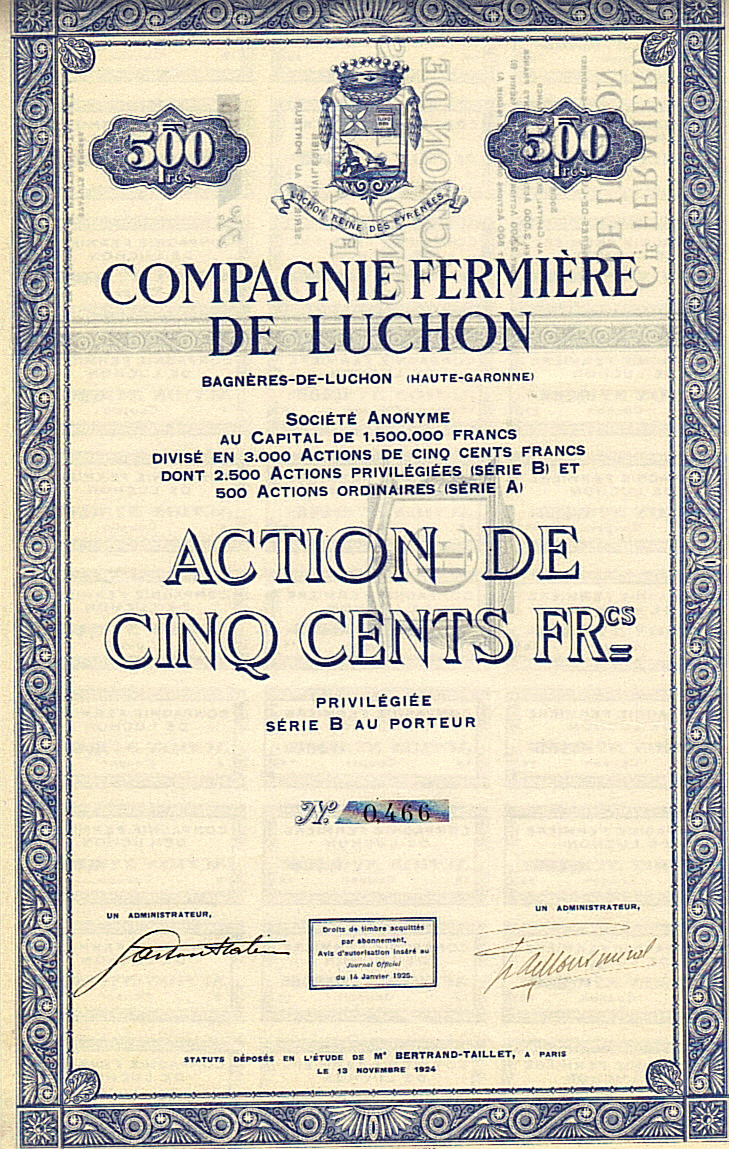 500
Frcs
500
Frcs
LUCHON REINE DES PYRÉNÉES
COMPAGNIE FERMIÈRE
DE LUCHON
BAGNÈRES-DE-LUCHON (HAUTE-GARONNE)
SOCIÉTÉ ANONYME
AU CAPITAL DE 1.500.000 FRANCS
DIVISÉ EN 3.000 ACTIONS DE CINQ CENTS FRANCS
DONT 2.500 ACTIONS PRIVILÉGIÉES (SÉRIE B) ET
500 ACTIONS ORDINAIRES (SÉRIE A)
ACTION DE
CINQ CENTS FRCS
PRIVILÉGIÉE
SÉRIE B AU PORTEUR
No 0,466
UN ADMINISTRATEUR,
UN ADMINISTRATEUR,
Droits de timbre acquittés
par abonnement,
Avis d'autorisation inséré au
Journal Officiel
du 14 Janvier 1925.
STATUTS DÉPOSÉS EN L'ÉTUDE DE Me BERTRAND-TAILLET, A PARIS
LE 13 NOVEMBRE 1924